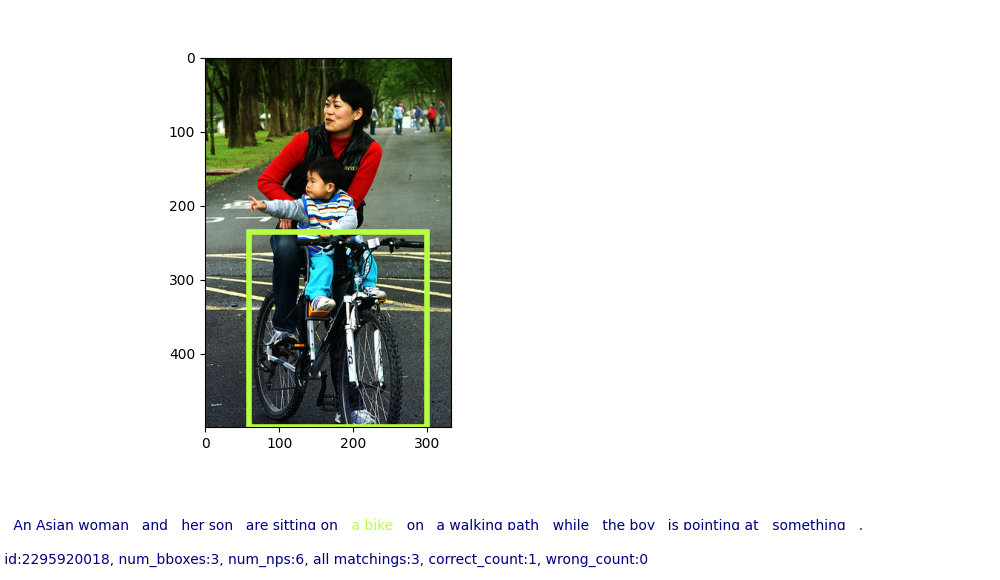 0
100
200
300
400
0 100 200 300
An Asian woman and her son are sitting on a bike on a walking path while the boy is pointing at something .
id:2295920018, num_bboxes:3, num_nps:6, all matchings:3, correct_count:1, wrong_count:0